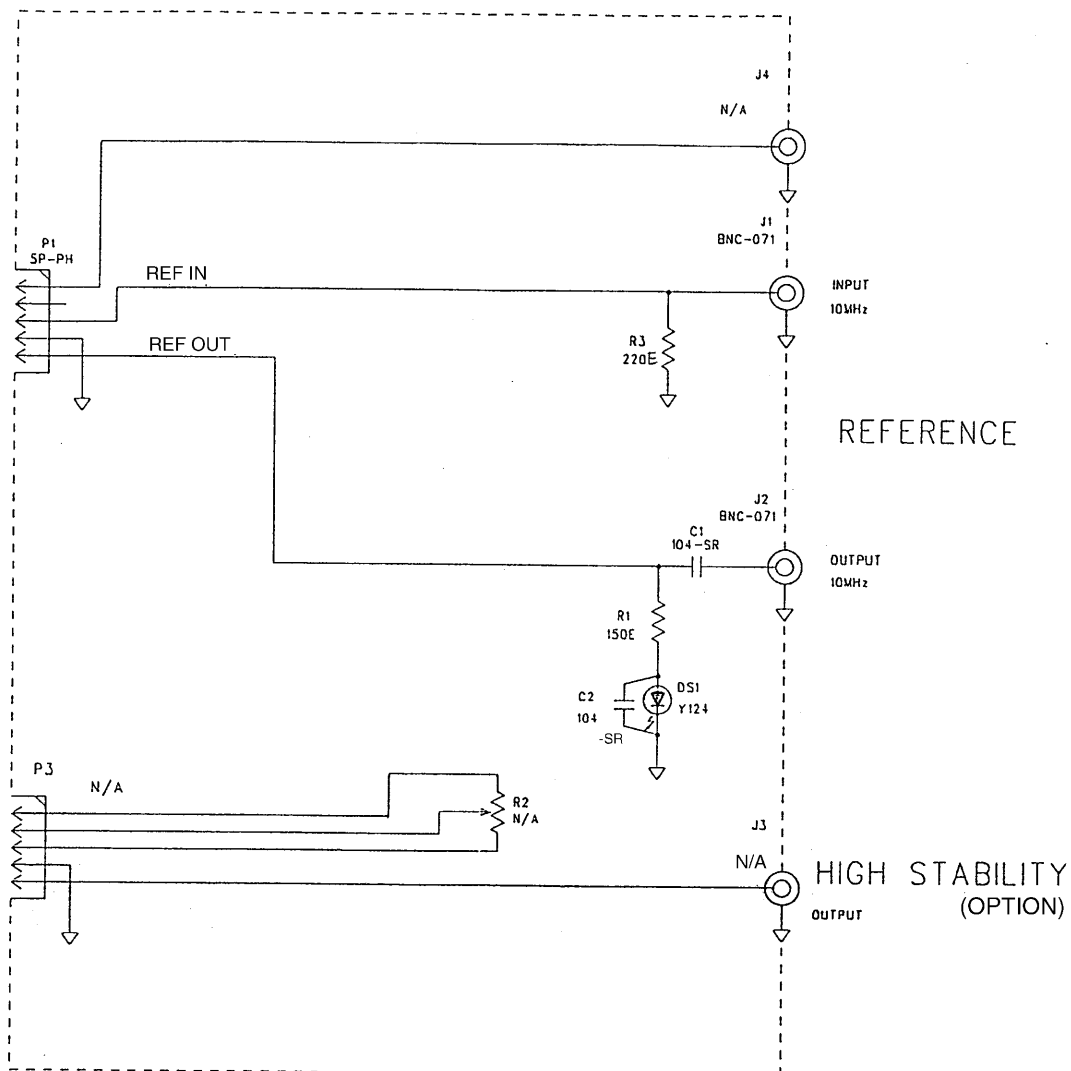 J4
N/A
J1
BNC-071
P1
5P-PH
REF IN
INPUT
10MHz
REF OUT
R3
220E
REFERENCE
J2
BNC-071
C1
104-SR
OUTPUT
10MHz
R1
150E
C2
104
-SR
DS1
Y124
P3
N/A
R2
N/A
J3
N/A
HIGH STABILITY
(OPTION)
OUTPUT